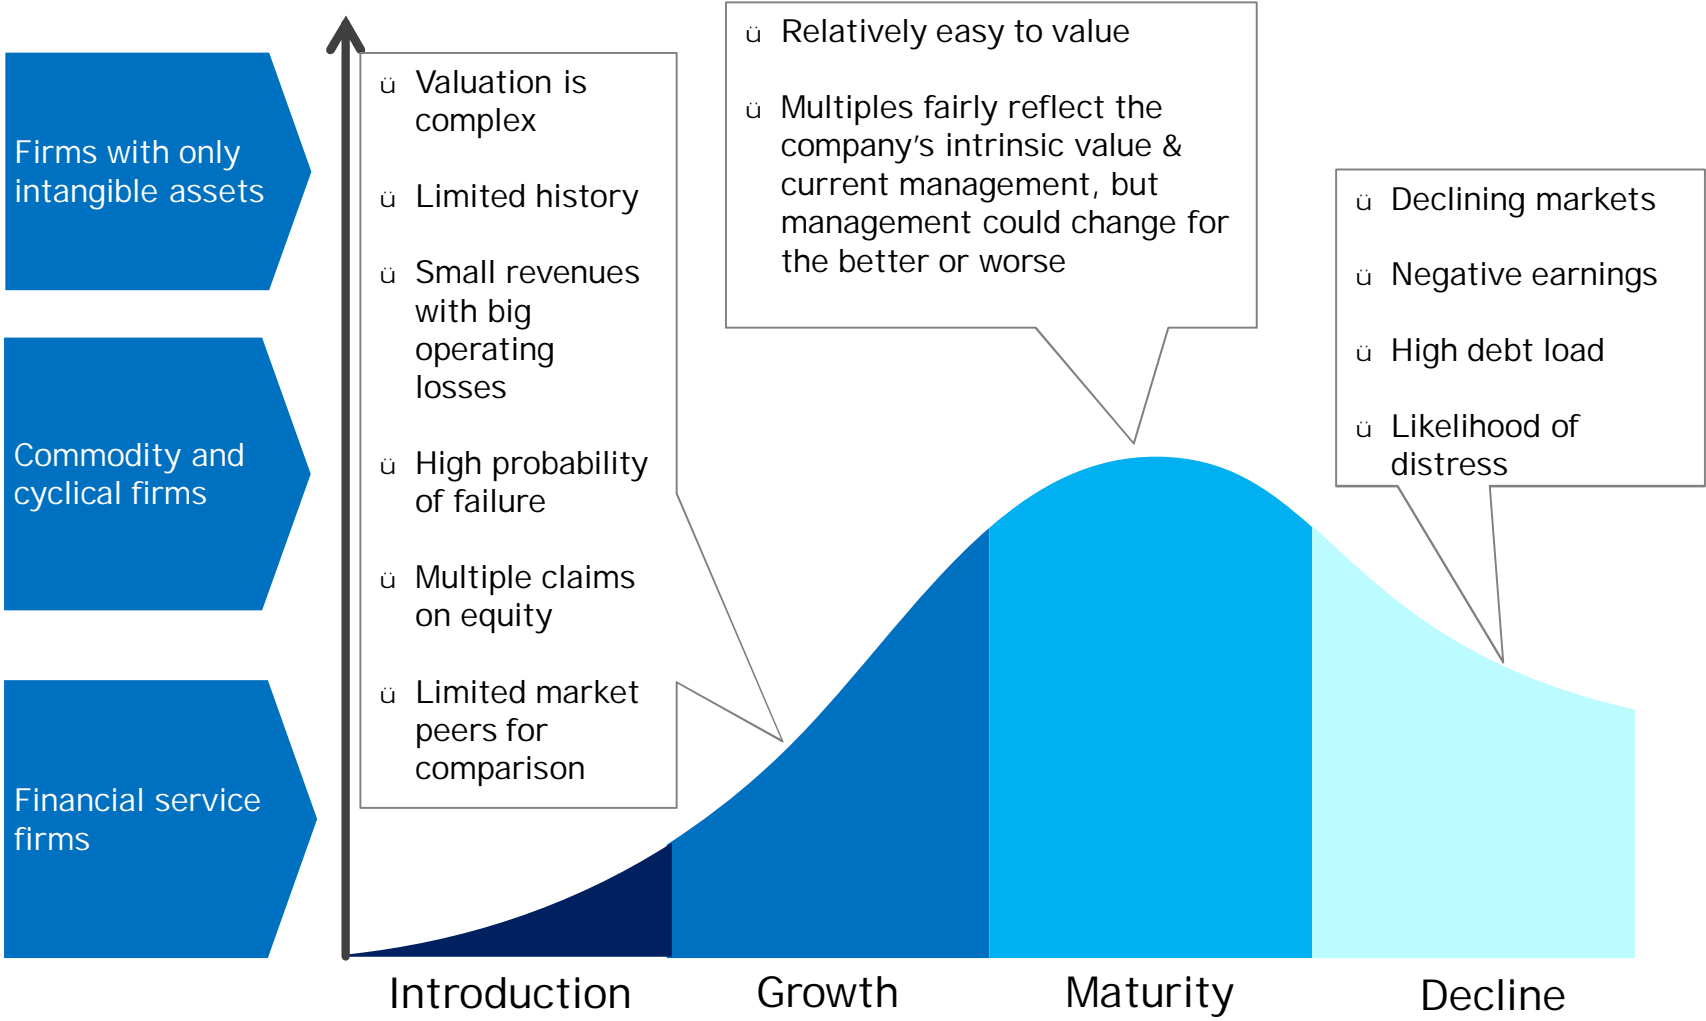 Firms with only
intangible assets
Commodity and
cyclical firms
Financial service
firms
ü Valuation is
complex
ü Limited history
ü Small revenues
with big
operating
losses
ü High probability
of failure
ü Multiple claims
on equity
ü Limited market
peers for
comparison
ü Relatively easy to value
ü Multiples fairly reflect the
company’s intrinsic value &
current management, but
management could change for
the better or worse
ü Declining markets
ü Negative earnings
ü High debt load
ü Likelihood of
distress
Introduction
Growth
Maturity
Decline